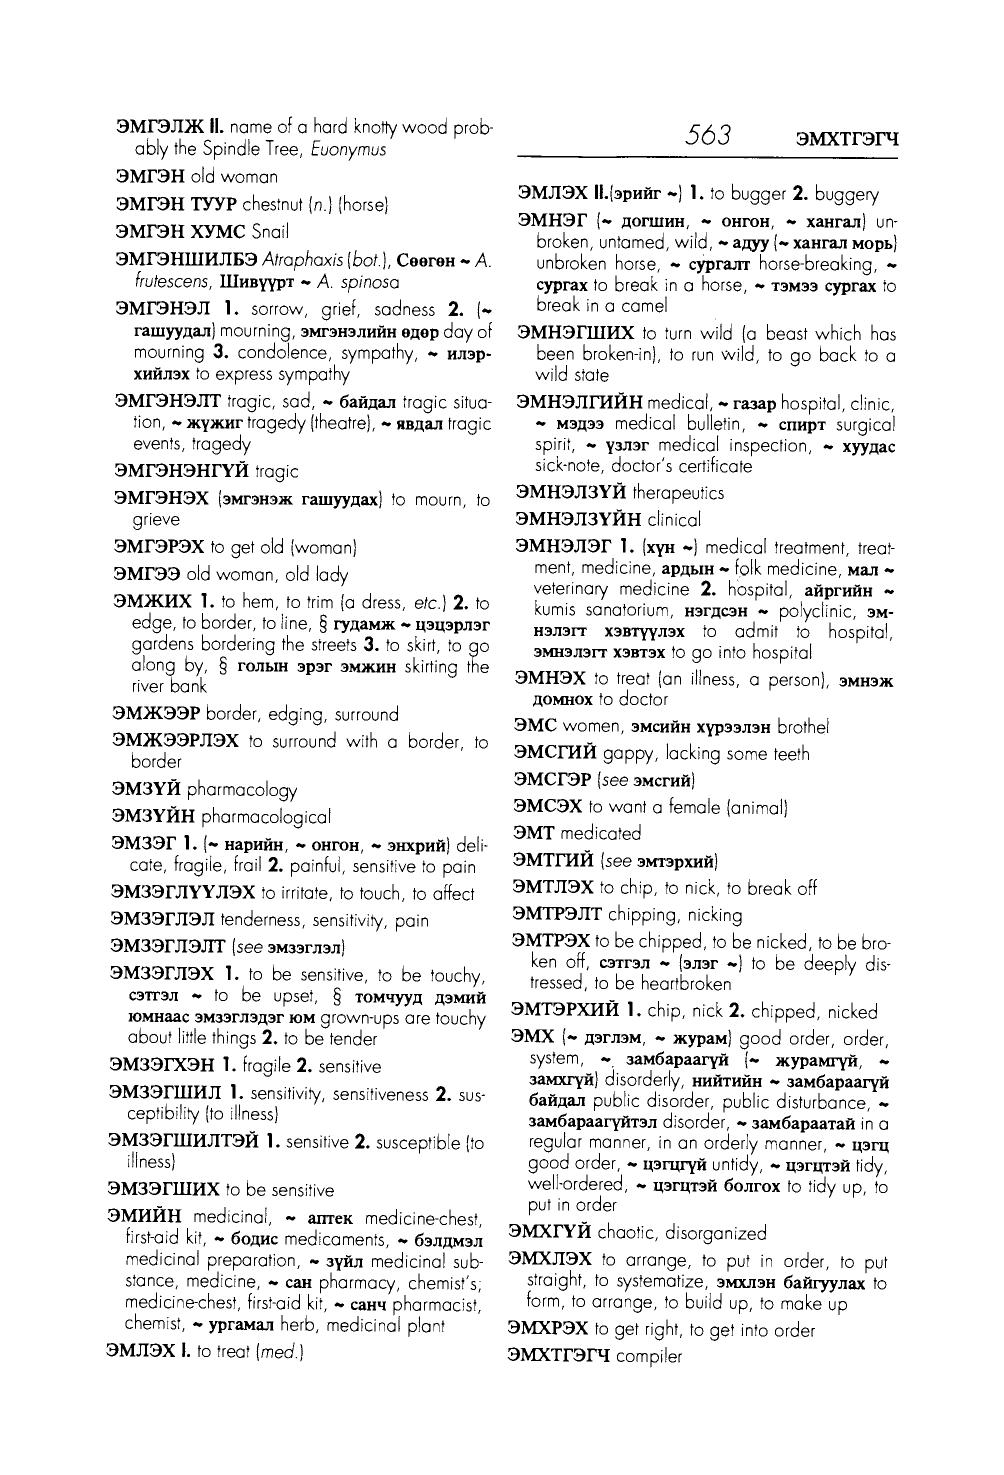 ЭМГЭЛЖ II. name of a hard knotty wood prob-
ably the Spindle Tree, Euonymus
ЭМГЭН old woman
ЭМГЭН ТУУР chestnut (n.) (horse)
ЭМГЭН ХУМС Snail
ЭМГЭНШИЛБЭ Atraphaxis (bot.), Сөөгөн ~ A.
frutescens, Шивүүрт ~ A. spinosa
ЭМГЭНЭЛ 1. sorrow, grief, sadness 2. (~
гашуудал) mourning, эмгэнэлийн өдөр day of
mourning 3. condolence, sympathy, ~ илэр-
хийлэх to express sympathy
ЭМГЭНЭЛТ tragic, sad, ~ байдал tragic situa-
tion, ~ жүжиг tragedy (theatre), ~ явдал tragic
events, tragedy
ЭМГЭНЭНГҮЙ tragic
ЭМГЭНЭХ (эмгэнэж гашуудах) to mourn, to
grieve
ЭМГЭРЭХ to get old (woman)
ЭМГЭЭ old woman, old lady
ЭМЖИХ 1. to hem, to trim (a dress, etc.) 2. to
edge, to border, to line, § гудамж ~ цэцэрлэг
gardens bordering the streets 3. to skirt, to go
along by, § голын эрэг эмжин skirting the
river bank
ЭМЖЭЭР border, edging, surround
ЭМЖЭЭРЛЭХ to surround with a border, to
border
ЭМЗҮЙ pharmacology
ЭМЗҮЙН pharmacological
ЭМЗЭГ 1. (~ нарийн, ~ онгон, ~ энхрий) deli-
cate, fragile, frail 2. painful, sensitive to pain
ЭМЗЭГЛҮҮЛЭХ to irritate, to touch, to affect
ЭМЗЭГЛЭЛ tenderness, sensitivity, pain
ЭМЗЭГЛЭЛТ (see эмзэглэл)
ЭМЗЭГЛЭХ 1. to be sensitive, to be touchy,
сэтгэл ~ to be upset, § томчууд дэмий
юмнаас эмзэглэдэг юм grown-ups are touchy
about little things 2. to be tender
ЭМЗЭГХЭН 1. fragile 2. sensitive
ЭМЗЭГШИЛ 1. sensitivity, sensitiveness 2. sus-
ceptibility (to illness)
ЭМЗЭГШИЛТЭЙ 1. sensitive 2. susceptible (to
illness)
ЭМЗЭГШИХ to be sensitive
ЭМИЙН medicinal, ~ аптек medicine-chest,
first-aid kit, ~ бодис medicaments, ~ бэлдмэл
medicinal preparation, ~ зүйл medicinal sub-
stance, medicine, ~ сан pharmacy, chemist's;
medicine-chest, first-aid kit, ~ санч pharmacist,
chemist, ~ ургамал herb, medicinal plant
ЭМЛЭХ I. to treat (med.)
563 ЭМХТГЭГЧ
ЭМЛЭХ II.(эрийг ~) 1. to bugger 2. buggery
ЭМНЭГ (~ догшин, ~ онгон, ~ хангал) un-
broken, untamed, wild, ~ адуу (~ хангал морь)
unbroken horse, ~ сургалт horse-breaking, ~
сургах to break in a horse, ~ тэмээ сургах to
break in a camel
ЭМНЭГШИХ to turn wild (a beast which has
been broken-in), to run wild, to go back to a
wild state
ЭМНЭЛГИЙН medical, ~ газар hospital, clinic,
~ мэдээ medical bulletin, ~ спирт surgical
spirit, ~ үзлэг medical inspection, ~ хуудас
sick-note, doctor's certificate
ЭМНЭЛЗҮЙ therapeutics
ЭМНЭЛЗҮЙН clinical
ЭМНЭЛЭГ 1. (хүн ~) medical treatment, treat-
ment, medicine, ардын ~ folk medicine, мал ~
veterinary medicine 2. hospital, айргийн ~
kumis sanatorium, нэгдсэн ~ polyclinic, эм-
нэлэгт хэвтүүлэх to admit to hospital,
эмнэлэгт хэвтэх to go into hospital
ЭМНЭХ to treat (an illness, a person), эмнэж
домнох to doctor
ЭМС women, эмсийн хүрээлэн brothel
ЭМСГИЙ gappy, lacking some teeth
ЭМСГЭР (see эмсгий)
ЭМСЭХ to want a female (animal)
ЭМТ medicated
ЭМТГИЙ (see эмтэрхий)
ЭМТЛЭХ to chip, to nick, to break off
ЭМТРЭЛТ chipping, nicking
ЭМТРЭХ to be chipped, to be nicked, to be bro-
ken off, сэтгэл ~ (элэг ~) to be deeply dis-
tressed, to be heartbroken
ЭМТЭРХИЙ 1. chip, nick 2. chipped, nicked
ЭМХ (~ дэглэм, ~ журам) good order, order,
system, ~ замбараагүй (~ журамгүй, ~
замхгүй) disorderly, нийтийн ~ замбараагүй
байдал public disorder, public disturbance, ~
замбараагүйтэл disorder, ~ замбараатай in a
regular manner, in an orderly manner, ~ цэгц
good order, ~ цэгцгүй untidy, ~ цэгцтэй tidy,
well-ordered, ~ цэгцтэй болгох to tidy up, to
put in order
ЭМХГҮЙ chaotic, disorganized
ЭМХЛЭХ to arrange, to put in order, to put
straight, to systematize, эмхлэн байгуулах to
form, to arrange, to build up, to make up
ЭМХРЭХ to get right, to get into order
ЭМХТГЭГЧ compiler